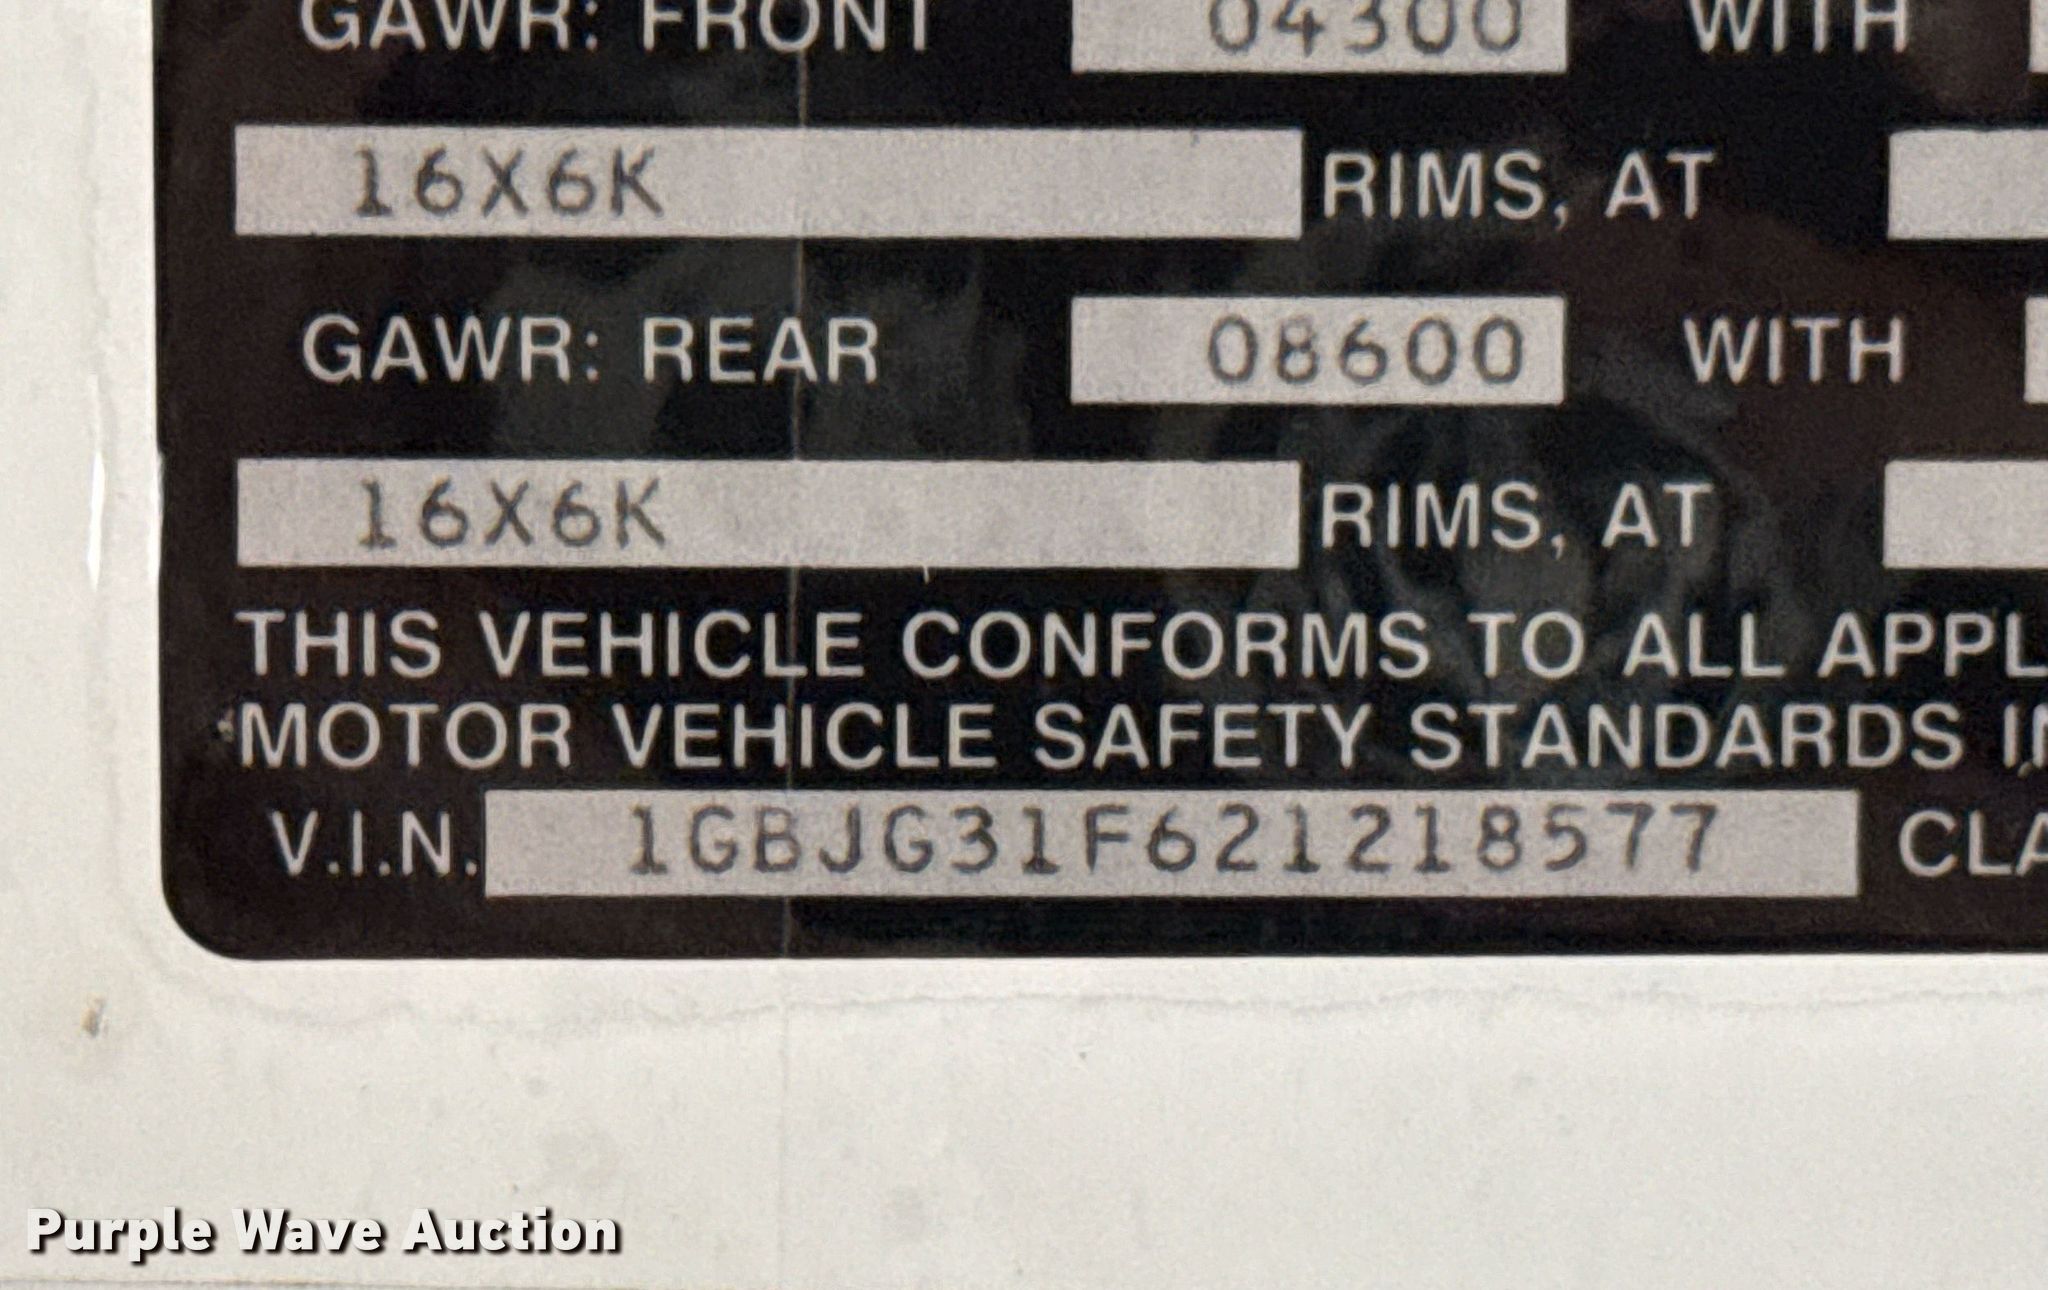 GAWR: FRONT 04300 WITH
16X6K RIMS, AT
GAWR: REAR 08600 WITH
16X6K RIMS, AT
THIS VEHICLE CONFORMS TO ALL APPL
MOTOR VEHICLE SAFETY STANDARDS IN
V.I.N. 1GBJG31F621218577 CLA
Purple Wave Auction